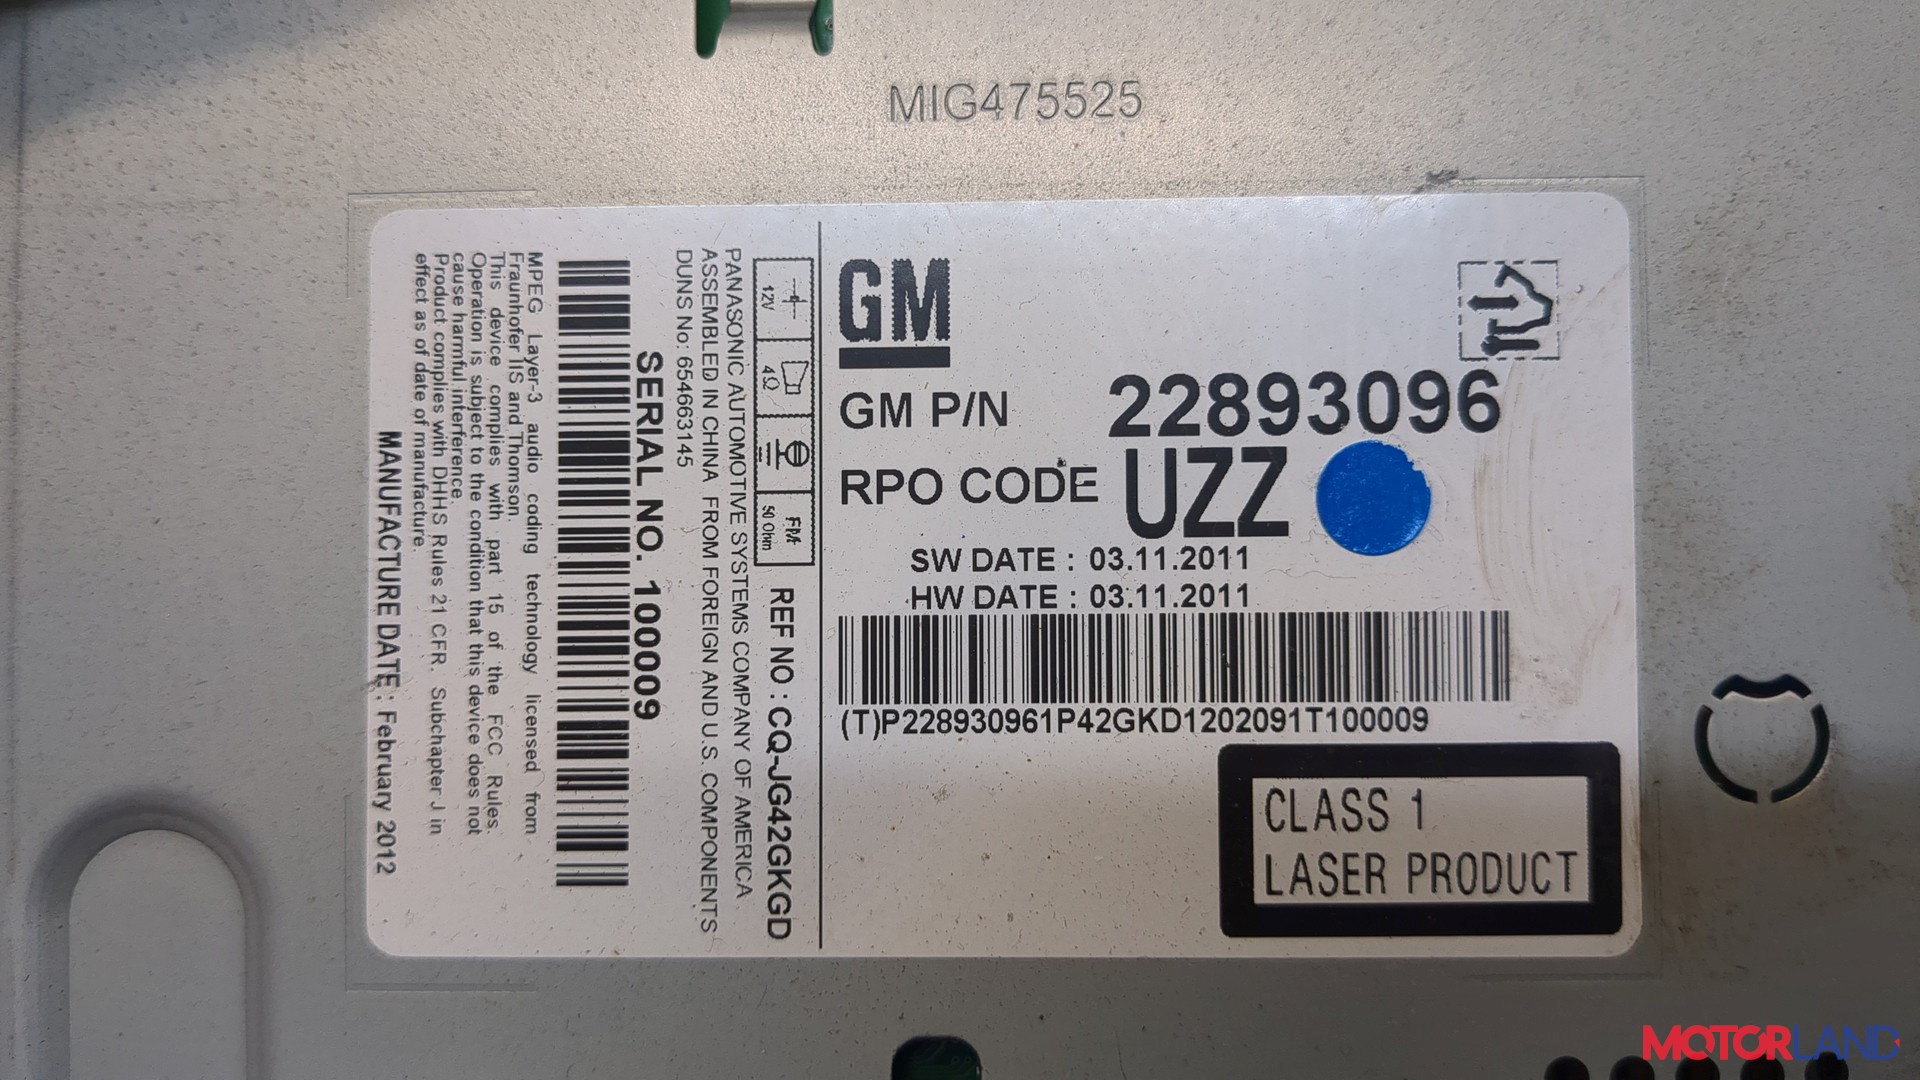 MIG475525
GM
GM P/N 22893096
RPO CODE UZZ
SW DATE : 03.11.2011
HW DATE : 03.11.2011
(T)P228930961P42GKD1202091T100009
CLASS 1
LASER PRODUCT
12V 4Ω FM 50 Ohm
REF NO : CQ-JG42GKGD
PANASONIC AUTOMOTIVE SYSTEMS COMPANY OF AMERICA
ASSEMBLED IN CHINA FROM FOREIGN AND U.S. COMPONENTS
DUNS No: 654663145
SERIAL NO. 100009
MPEG Layer-3 audio coding technology licensed from
Fraunhofer IIS and Thomson.
This device complies with part 15 of the FCC Rules.
Operation is subject to the condition that this device does not
cause harmful interference.
Product complies with DHHS Rules 21 CFR. Subchapter J in
effect as of date of manufacture.
MANUFACTURE DATE : February 2012
MOTORLAND